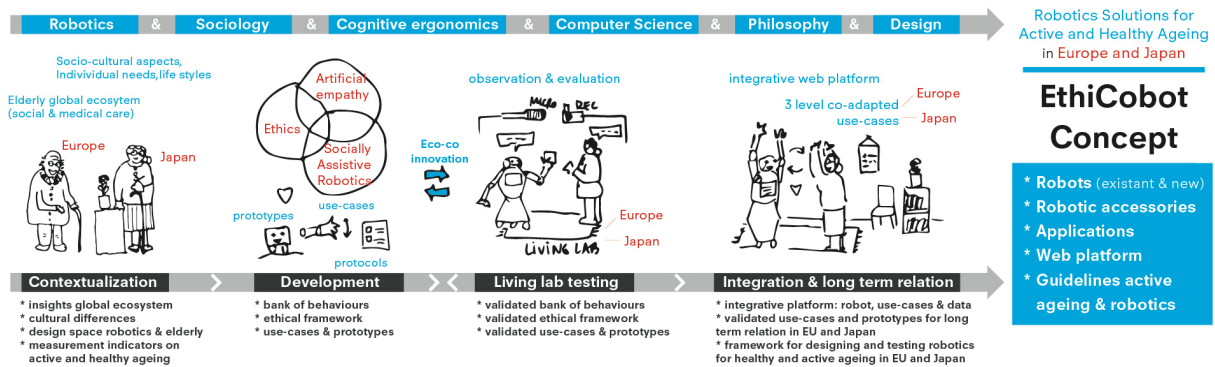 Robotics & Sociology & Cognitive ergonomics & Computer Science & Philosophy & Design
Robotics Solutions for
Active and Healthy Ageing
in Europe and Japan
EthiCobot
Concept
* Robots (existant & new)
* Robotic accessories
* Applications
* Web platform
* Guidelines active
ageing & robotics
Socio-cultural aspects,
Indiividual needs,life styles
Elderly global ecosytem
(social & medical care)
Europe
Japan
Artificial
empathy
Ethics
Socially
Assistive
Robotics
prototypes
use-cases
protocols
Eco-co
innovation
observation & evaluation
MICRO
REC
Europe
Japan
LIVING LAB
integrative web platform
3 level co-adapted
use-cases
Europe
Japan
Contextualization
* insights global ecosystem
* cultural differences
* design space robotics & elderly
* measurement indicators on
active and healthy ageing
Development
* bank of behaviours
* ethical framework
* use-cases & prototypes
Living lab testing
* validated bank of behaviours
* validated ethical framework
* validated use-cases & prototypes
Integration & long term relation
* integrative platform: robot, use-cases & data
* validated use-cases and prototypes for long
term relation in EU and Japan
* framework for designing and testing robotics
for healthy and active ageing in EU and Japan